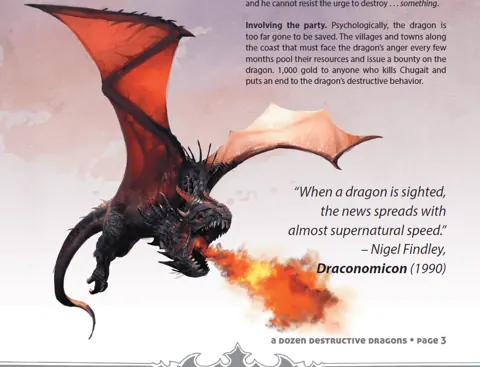 and he cannot resist the urge to destroy . . . something.
Involving the party. Psychologically, the dragon is
too far gone to be saved. The villages and towns along
the coast that must face the dragon's anger every few
months pool their resources and issue a bounty on the
dragon. 1,000 gold to anyone who kills Chugait and
puts an end to the dragon's destructive behavior.
“When a dragon is sighted,
the news spreads with
almost supernatural speed.”
– Nigel Findley,
Draconomicon (1990)
A DOZEN DESTRUCTIVE DRAGONS • PAGE 3